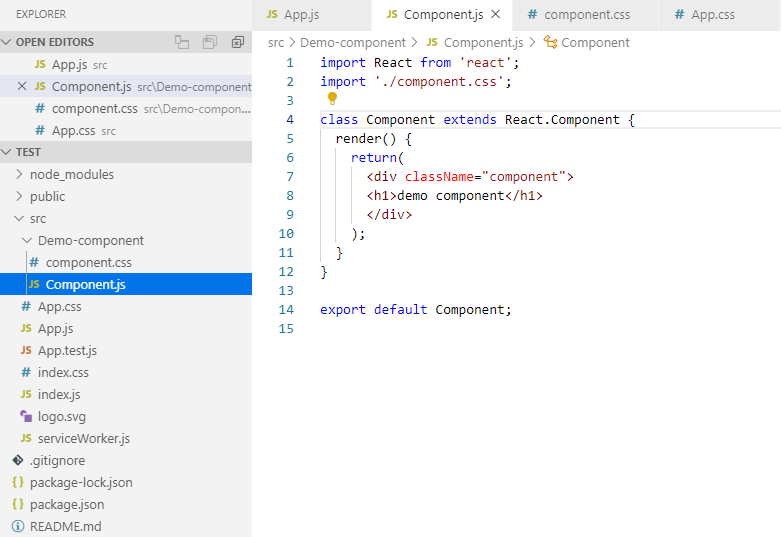 EXPLORER
OPEN EDITORS
JS App.js src
JS Component.js src\Demo-component
# component.css src\Demo-compon...
# App.css src
TEST
node_modules
public
src
Demo-component
# component.css
JS Component.js
# App.css
JS App.js
JS App.test.js
# index.css
JS index.js
logo.svg
JS serviceWorker.js
.gitignore
{} package-lock.json
{} package.json
README.md
JS App.js
JS Component.js
# component.css
# App.css
src > Demo-component > JS Component.js > Component
1 import React from 'react';
2 import './component.css';
3
4 class Component extends React.Component {
5 render() {
6 return(
7 <div className="component">
8 <h1>demo component</h1>
9 </div>
10 );
11 }
12 }
13
14 export default Component;
15